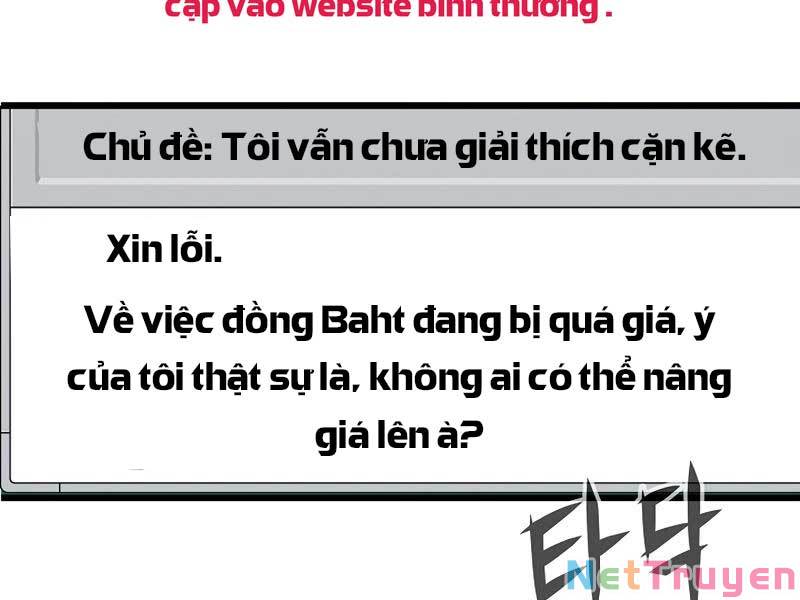 cập vào website bình thường .
Chủ đề: Tôi vẫn chưa giải thích cặn kẽ.
Xin lỗi.
Về việc đồng Baht đang bị quá giá, ý
của tôi thật sự là, không ai có thể nâng
giá lên à?
타닥
NetTruyen